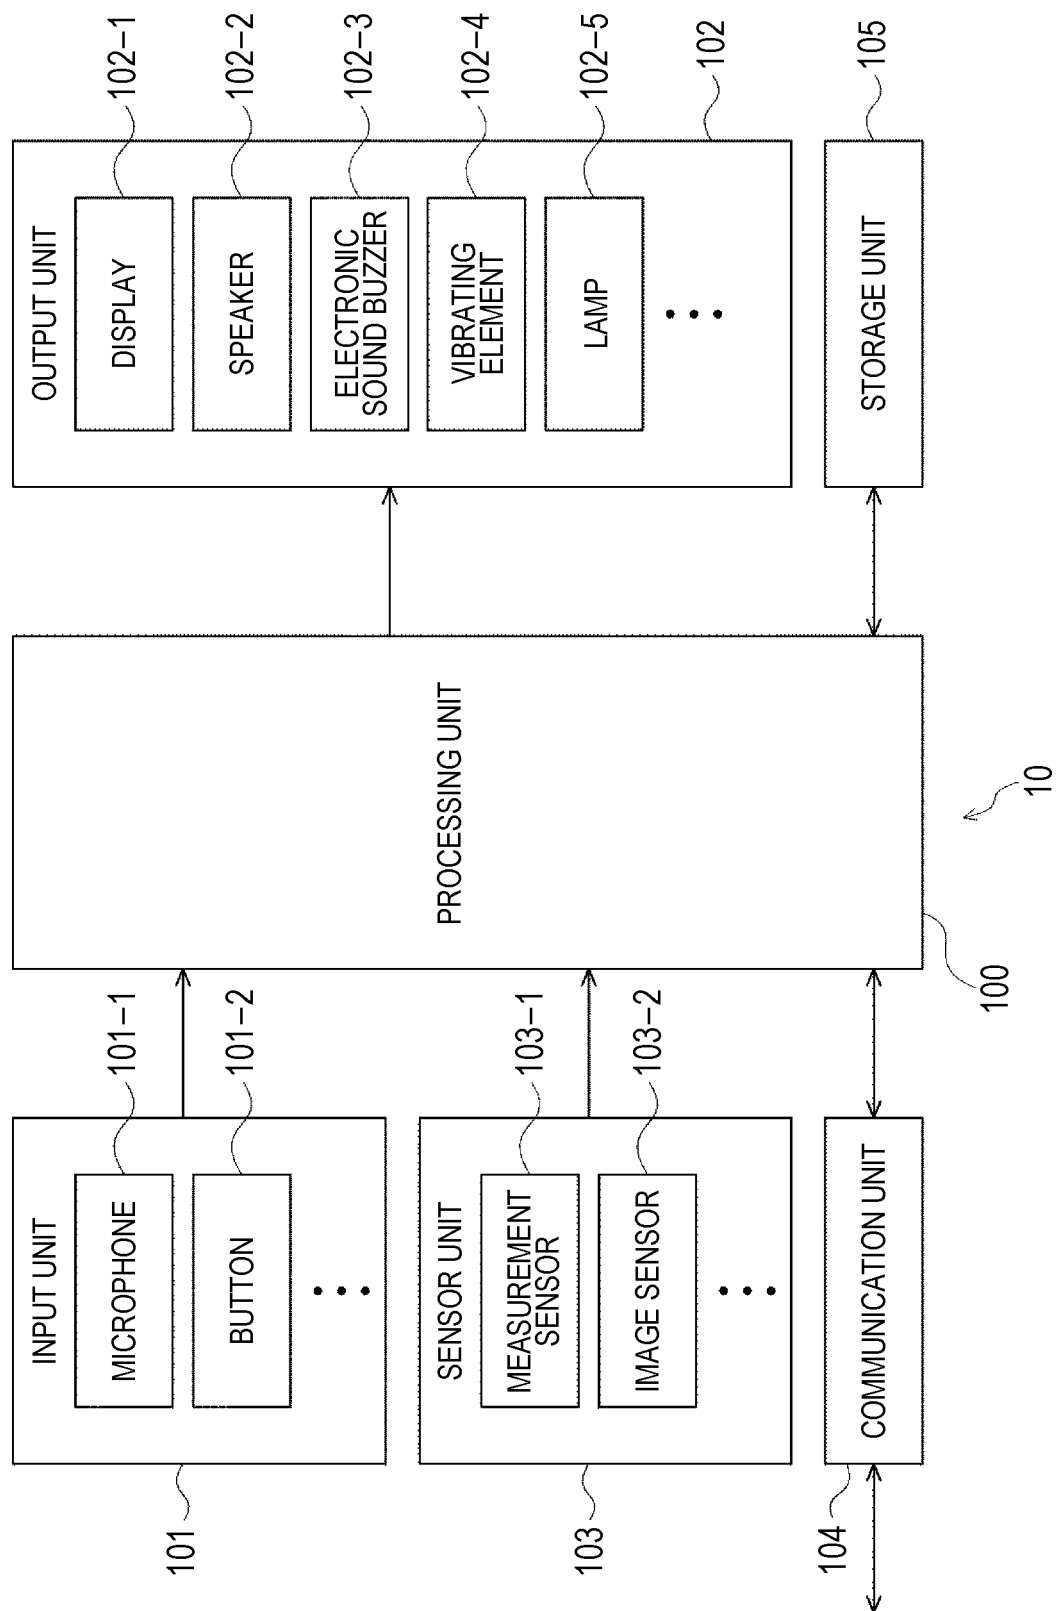 INPUT UNIT
MICROPHONE
101-1
BUTTON
101-2
101
SENSOR UNIT
MEASUREMENT
SENSOR
103-1
IMAGE SENSOR
103-2
103
COMMUNICATION UNIT
104
PROCESSING UNIT
100
10
OUTPUT UNIT
DISPLAY
102-1
SPEAKER
102-2
ELECTRONIC
SOUND BUZZER
102-3
VIBRATING
ELEMENT
102-4
LAMP
102-5
102
STORAGE UNIT
105